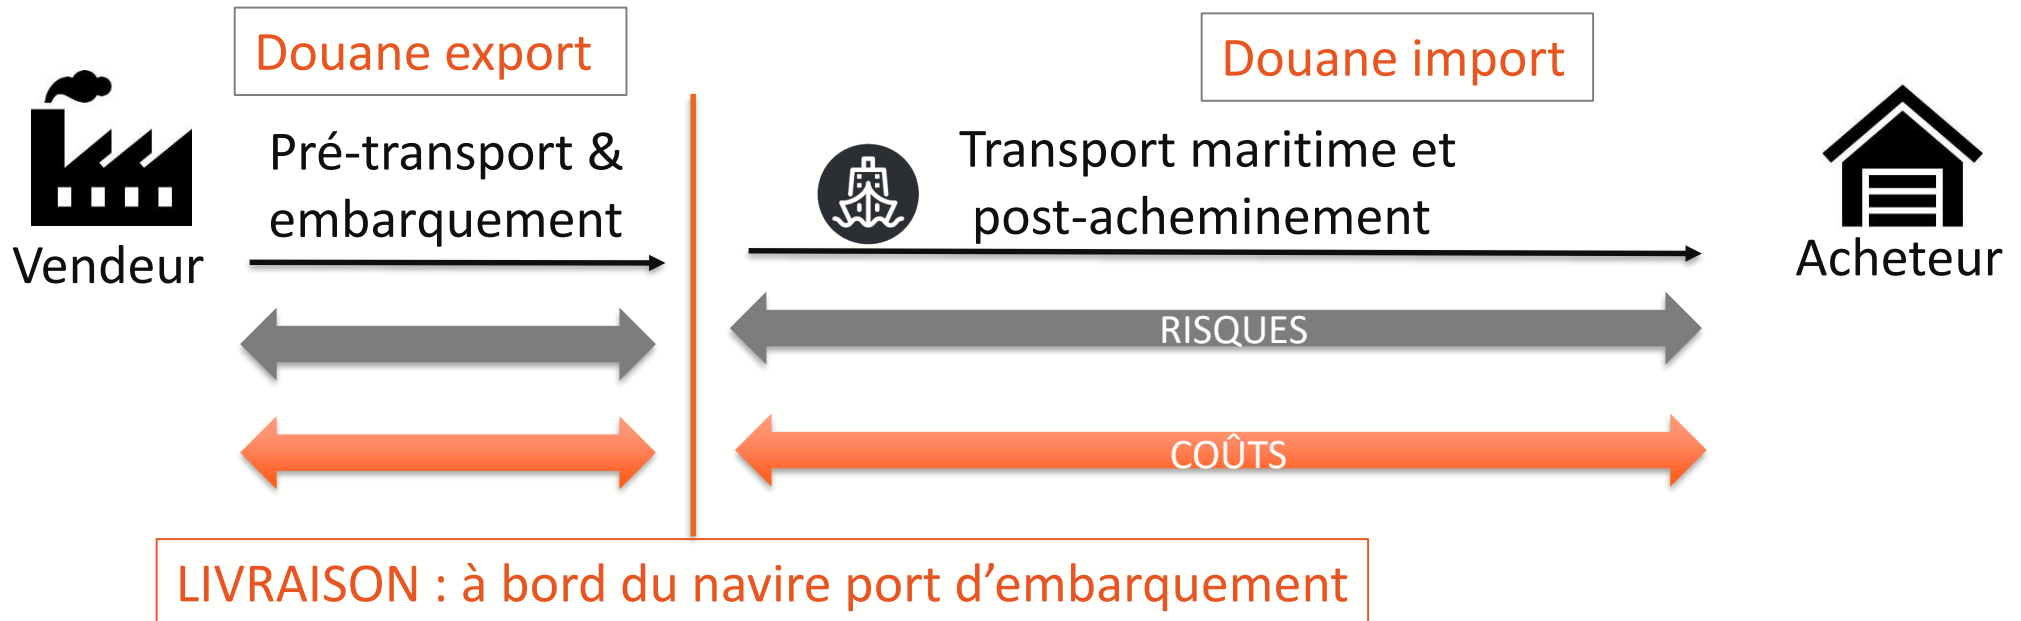 Douane export
Douane import
Pré-transport &
embarquement
Transport maritime et
post-acheminement
Vendeur
Acheteur
RISQUES
COÛTS
LIVRAISON : à bord du navire port d’embarquement